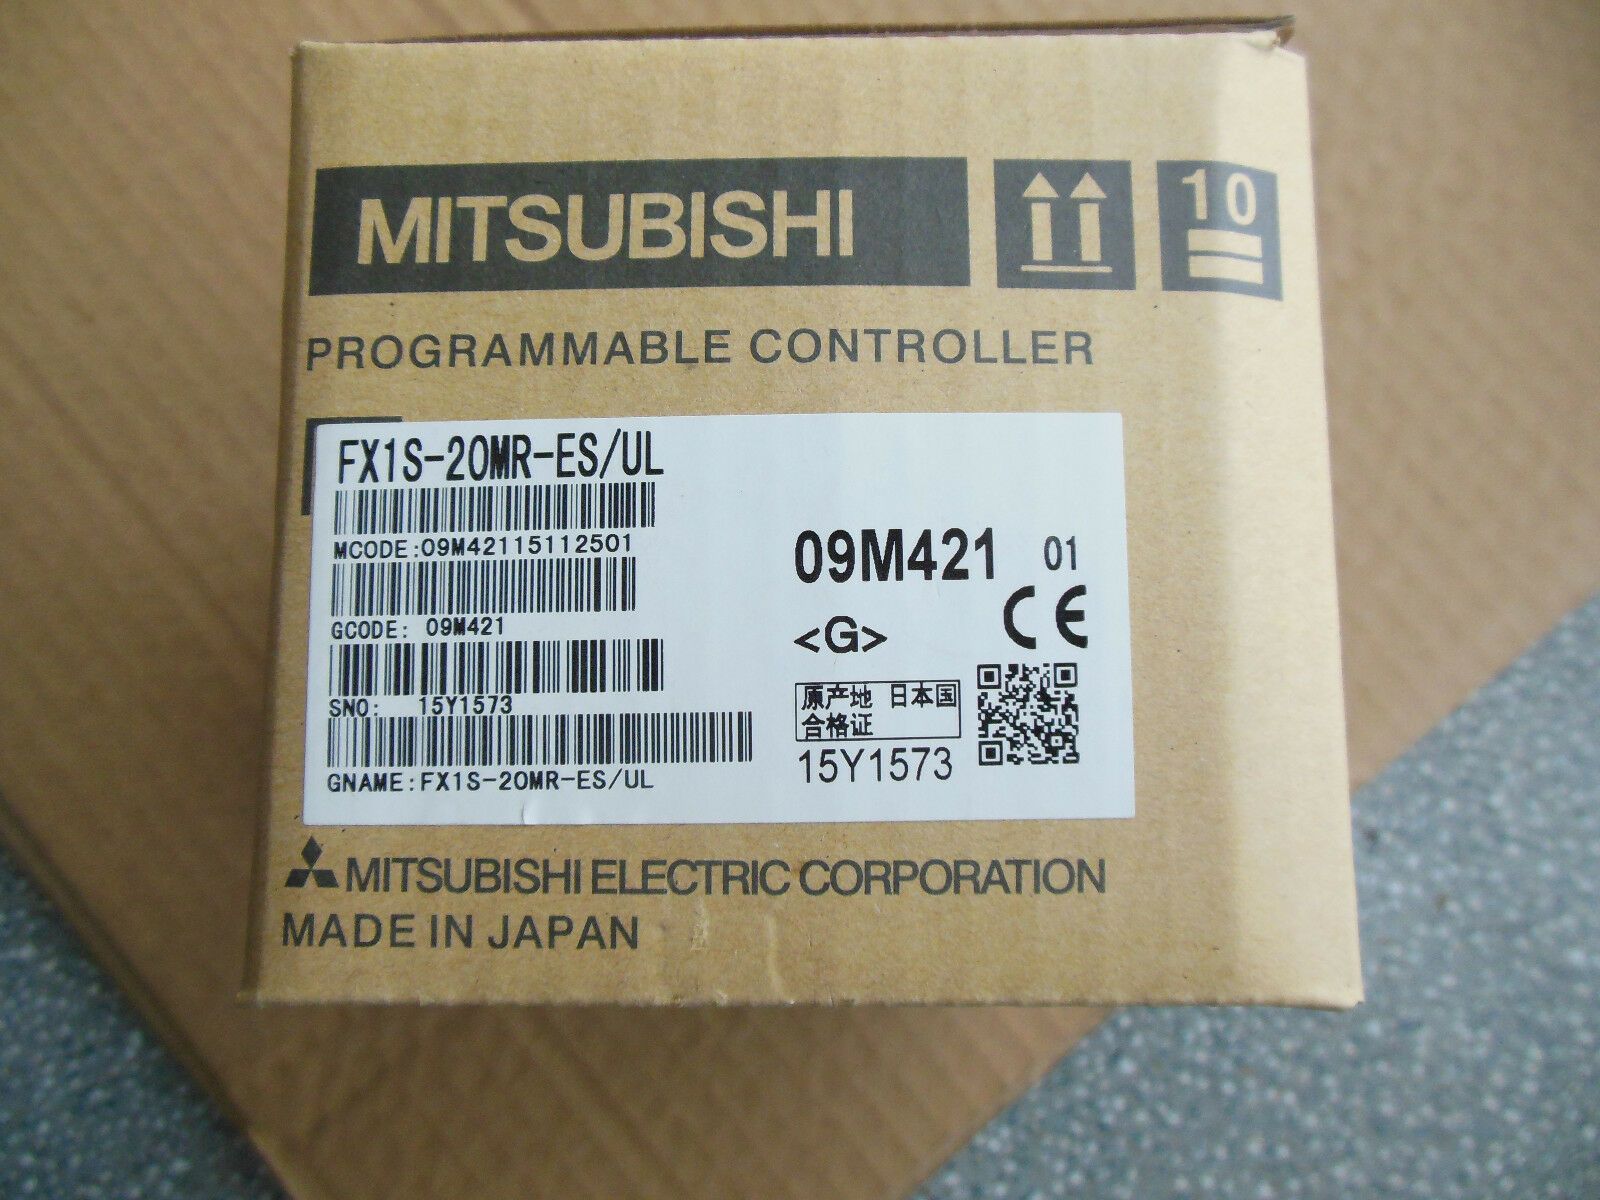 MITSUBISHI
10
PROGRAMMABLE CONTROLLER
FX1S-20MR-ES/UL
MCODE:09M42115112501
GCODE: 09M421
SNO: 15Y1573
GNAME:FX1S-20MR-ES/UL
09M421 01
<G> CE
原产地 日本国
合格证
15Y1573
MITSUBISHI ELECTRIC CORPORATION
MADE IN JAPAN